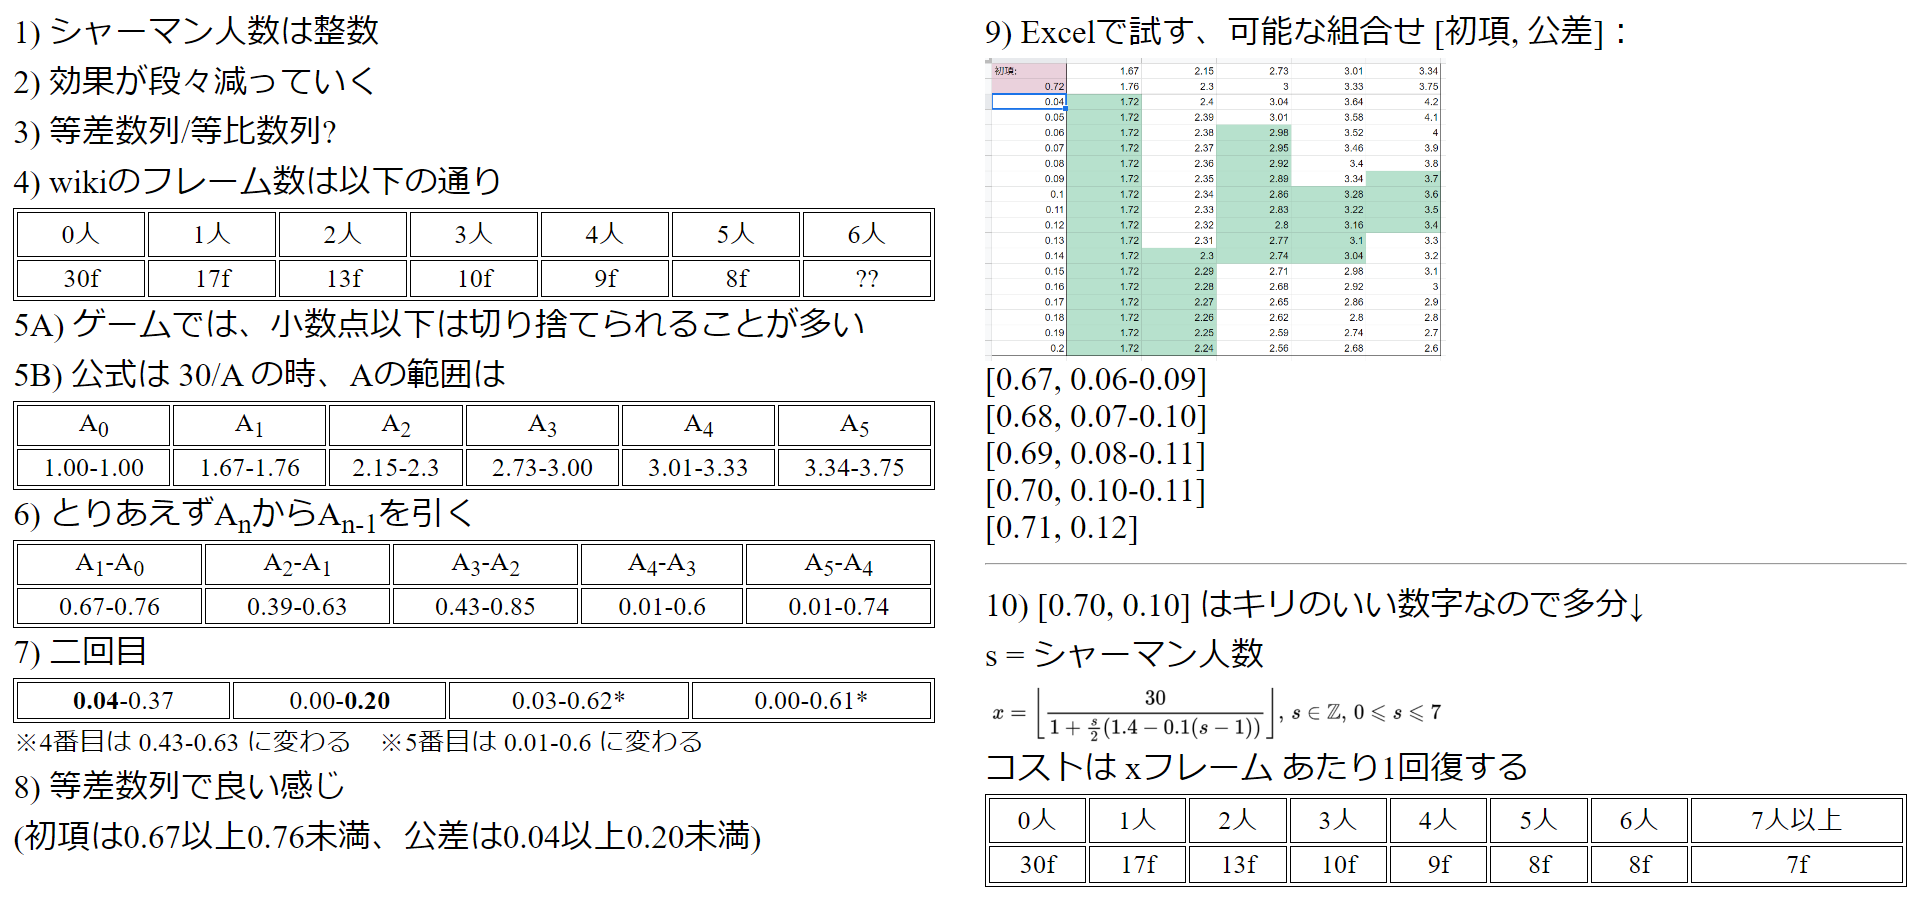 1) シャーマン人数は整数
2) 効果が段々減っていく
3) 等差数列/等比数列?
4) wikiのフレーム数は以下の通り
0人 1人 2人 3人 4人 5人 6人
30f 17f 13f 10f 9f 8f ??
5A) ゲームでは、小数点以下は切り捨てられることが多い
5B) 公式は 30/A の時、Aの範囲は
A0 A1 A2 A3 A4 A5
1.00-1.00 1.67-1.76 2.15-2.3 2.73-3.00 3.01-3.33 3.34-3.75
6) とりあえずAnからAn-1を引く
A1-A0 A2-A1 A3-A2 A4-A3 A5-A4
0.67-0.76 0.39-0.63 0.43-0.85 0.01-0.6 0.01-0.74
7) 二回目
0.04-0.37 0.00-0.20 0.03-0.62* 0.00-0.61*
※4番目は 0.43-0.63 に変わる ※5番目は 0.01-0.6 に変わる
8) 等差数列で良い感じ
(初項は0.67以上0.76未満、公差は0.04以上0.20未満)
9) Excelで試す、可能な組合せ [初項, 公差]：
初項: 1.67 2.15 2.73 3.01 3.34
0.72 1.76 2.3 3 3.33 3.75
0.04 1.72 2.4 3.04 3.64 4.2
0.05 1.72 2.39 3.01 3.58 4.1
0.06 1.72 2.38 2.98 3.52 4
0.07 1.72 2.37 2.95 3.46 3.9
0.08 1.72 2.36 2.92 3.4 3.8
0.09 1.72 2.35 2.89 3.34 3.7
0.1 1.72 2.34 2.86 3.28 3.6
0.11 1.72 2.33 2.83 3.22 3.5
0.12 1.72 2.32 2.8 3.16 3.4
0.13 1.72 2.31 2.77 3.1 3.3
0.14 1.72 2.3 2.74 3.04 3.2
0.15 1.72 2.29 2.71 2.98 3.1
0.16 1.72 2.28 2.68 2.92 3
0.17 1.72 2.27 2.65 2.86 2.9
0.18 1.72 2.26 2.62 2.8 2.8
0.19 1.72 2.25 2.59 2.74 2.7
0.2 1.72 2.24 2.56 2.68 2.6
[0.67, 0.06-0.09]
[0.68, 0.07-0.10]
[0.69, 0.08-0.11]
[0.70, 0.10-0.11]
[0.71, 0.12]
10) [0.70, 0.10] はキリのいい数字なので多分↓
s = シャーマン人数
x = ⌊ 30 / (1 + s/2 (1.4 − 0.1(s − 1))) ⌋, s ∈ ℤ, 0 ⩽ s ⩽ 7
コストは xフレーム あたり1回復する
0人 1人 2人 3人 4人 5人 6人 7人以上
30f 17f 13f 10f 9f 8f 8f 7f